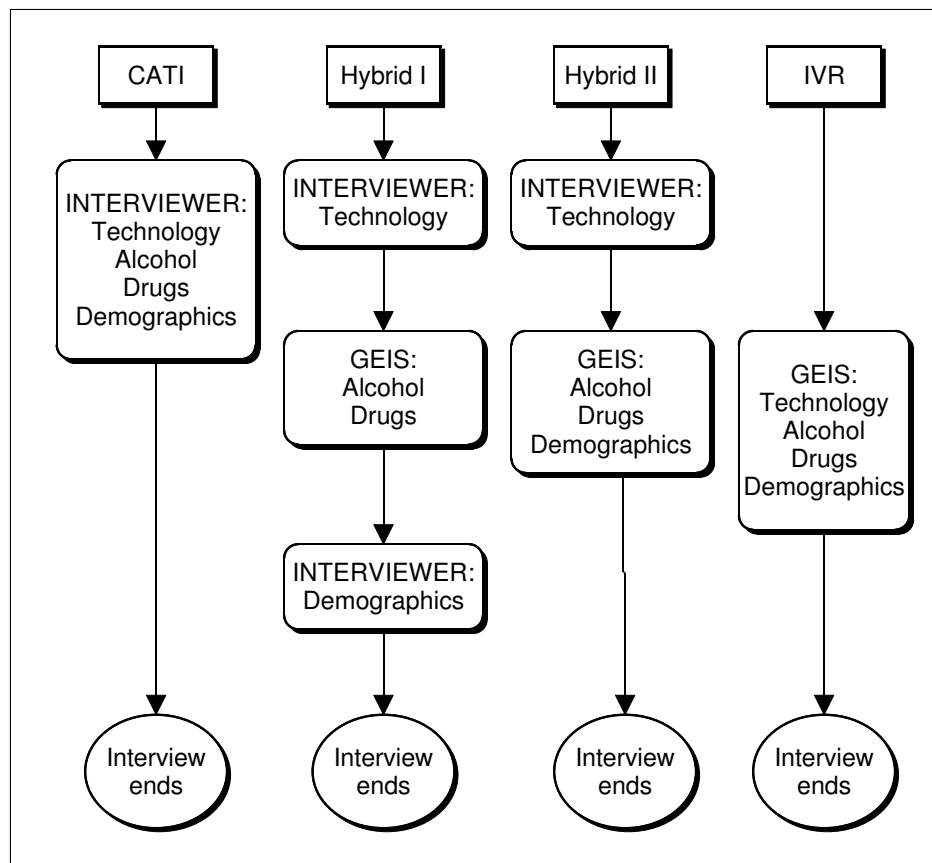 CATI
INTERVIEWER:
Technology
Alcohol
Drugs
Demographics
Interview
ends
Hybrid I
INTERVIEWER:
Technology
GEIS:
Alcohol
Drugs
INTERVIEWER:
Demographics
Interview
ends
Hybrid II
INTERVIEWER:
Technology
GEIS:
Alcohol
Drugs
Demographics
Interview
ends
IVR
GEIS:
Technology
Alcohol
Drugs
Demographics
Interview
ends